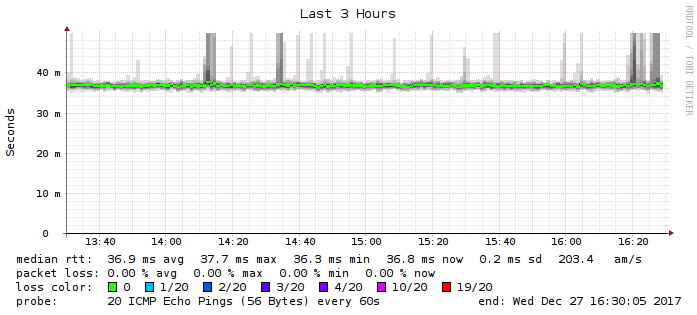 Last 3 Hours
RRDTOOL / TOBI OETIKER
Seconds
40 m
30 m
20 m
10 m
0
13:40 14:00 14:20 14:40 15:00 15:20 15:40 16:00 16:20
median rtt: 36.9 ms avg 37.7 ms max 36.3 ms min 36.8 ms now 0.2 ms sd 203.4 am/s
packet loss: 0.00 % avg 0.00 % max 0.00 % min 0.00 % now
loss color: 0 1/20 2/20 3/20 4/20 10/20 19/20
probe: 20 ICMP Echo Pings (56 Bytes) every 60s end: Wed Dec 27 16:30:05 2017